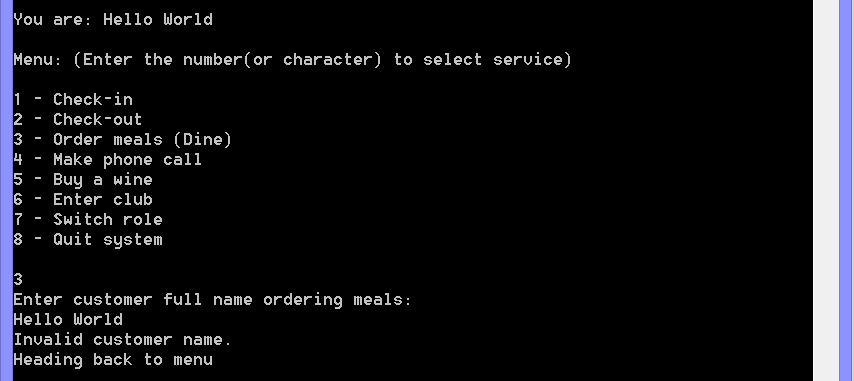 You are: Hello World
Menu: (Enter the number(or character) to select service)
1 - Check-in
2 - Check-out
3 - Order meals (Dine)
4 - Make phone call
5 - Buy a wine
6 - Enter club
7 - Switch role
8 - Quit system
3
Enter customer full name ordering meals:
Hello World
Invalid customer name.
Heading back to menu